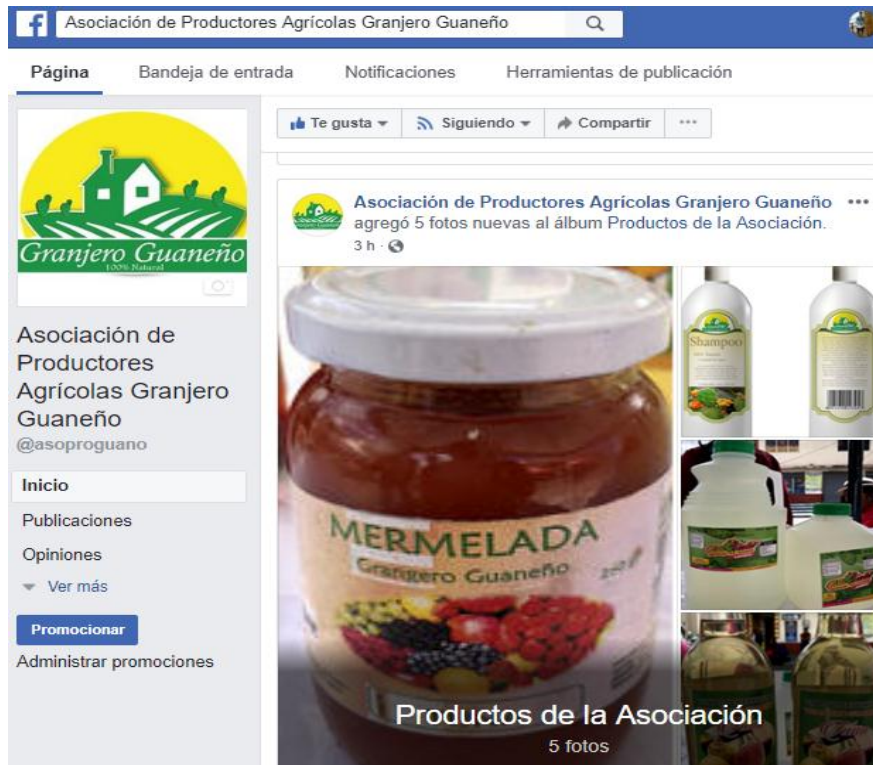 Asociación de Productores Agrícolas Granjero Guaneño
Página
Bandeja de entrada
Notificaciones
Herramientas de publicación
Te gusta
Siguiendo
Compartir
Granjero Guaneño
100% Natural
Asociación de
Productores
Agrícolas Granjero
Guaneño
@asoproguano
Inicio
Publicaciones
Opiniones
Ver más
Promocionar
Administrar promociones
Asociación de Productores Agrícolas Granjero Guaneño
agregó 5 fotos nuevas al álbum Productos de la Asociación.
3 h
MERMELADA
Grangero Guaneño
250
Shampoo
Productos de la Asociación
5 fotos